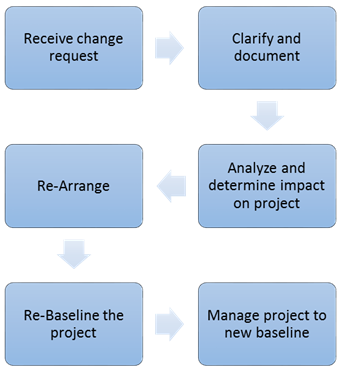 Receive change
request
Clarify and
document
Analyze and
determine impact
on project
Re-Arrange
Re-Baseline the
project
Manage project to
new baseline